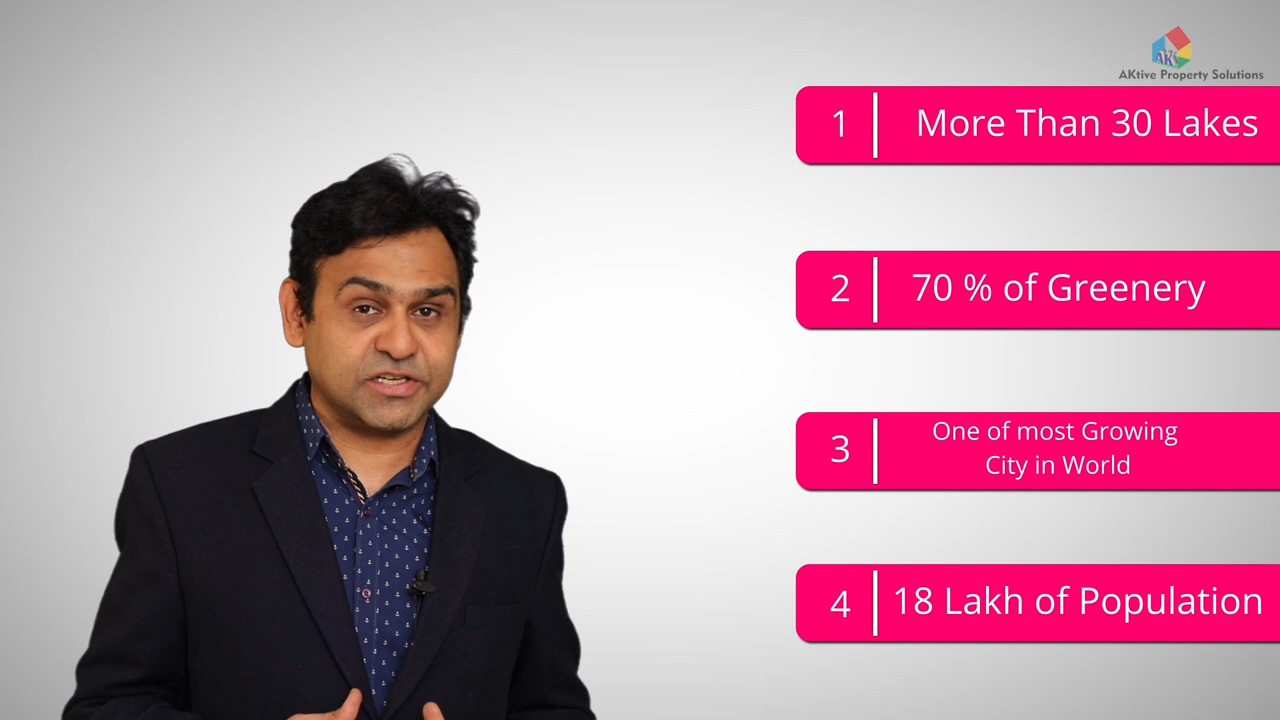 AK
AKtive Property Solutions
1 More Than 30 Lakes
2 70 % of Greenery
3 One of most Growing
City in World
4 18 Lakh of Population